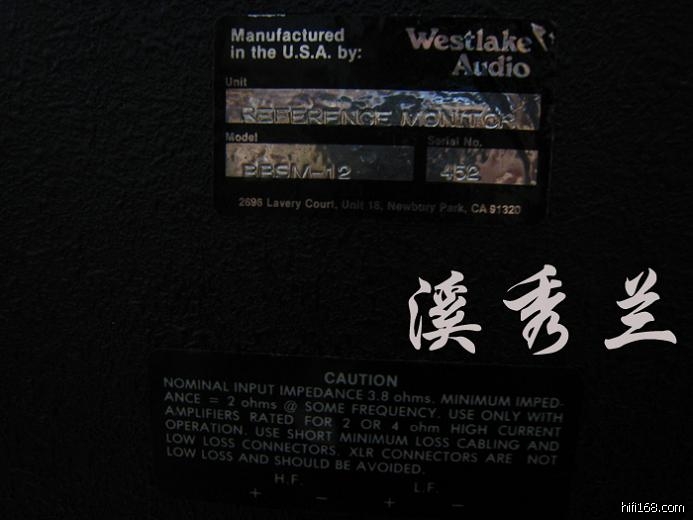 Manufactured
in the U.S.A. by:
Westlake
Audio
Unit
REFERENCE MONITOR
Model
BBSM-12
Serial No.
452
2696 Lavery Court, Unit 18, Newbury Park, CA 91320
溪秀兰
CAUTION
NOMINAL INPUT IMPEDANCE 3.8 ohms. MINIMUM IMPED-
ANCE = 2 ohms @ SOME FREQUENCY. USE ONLY WITH
AMPLIFIERS RATED FOR 2 OR 4 ohm HIGH CURRENT
OPERATION. USE SHORT MINIMUM LOSS CABLING AND
LOW LOSS CONNECTORS. XLR CONNECTORS ARE NOT
LOW LOSS AND SHOULD BE AVOIDED.
H.F. L.F.
+ − + −
hifi168.com